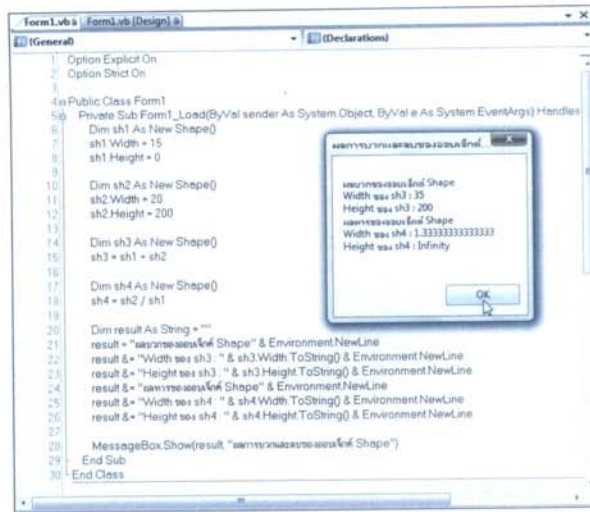 Form1.vb Form1.vb [Design]
(General) (Declarations)
1 Option Explicit On
2 Option Strict On
3
4 Public Class Form1
5 Private Sub Form1_Load(ByVal sender As System.Object, ByVal e As System.EventArgs) Handles
6 Dim sh1 As New Shape()
7 sh1.Width = 15
8 sh1.Height = 0
9
10 Dim sh2 As New Shape()
11 sh2.Width = 20
12 sh2.Height = 200
13
14 Dim sh3 As New Shape()
15 sh3 = sh1 + sh2
16
17 Dim sh4 As New Shape()
18 sh4 = sh2 / sh1
19
20 Dim result As String = ""
21 result = "ผลบวกของออบเจ็กต์ Shape" & Environment.NewLine
22 result &= "Width ของ sh3 : " & sh3.Width.ToString() & Environment.NewLine
23 result &= "Height ของ sh3 : " & sh3.Height.ToString() & Environment.NewLine
24 result &= "ผลหารของออบเจ็กต์ Shape" & Environment.NewLine
25 result &= "Width ของ sh4 : " & sh4.Width.ToString() & Environment.NewLine
26 result &= "Height ของ sh4 : " & sh4.Height.ToString() & Environment.NewLine
27
28 MessageBox.Show(result, "ผลการบวกและลบของออบเจ็กต์ Shape")
29 End Sub
30 End Class
ผลการบวกและลบของออบเจ็กต์...
ผลบวกของออบเจ็กต์ Shape
Width ของ sh3 : 35
Height ของ sh3 : 200
ผลหารของออบเจ็กต์ Shape
Width ของ sh4 : 1.33333333333333
Height ของ sh4 : Infinity
OK